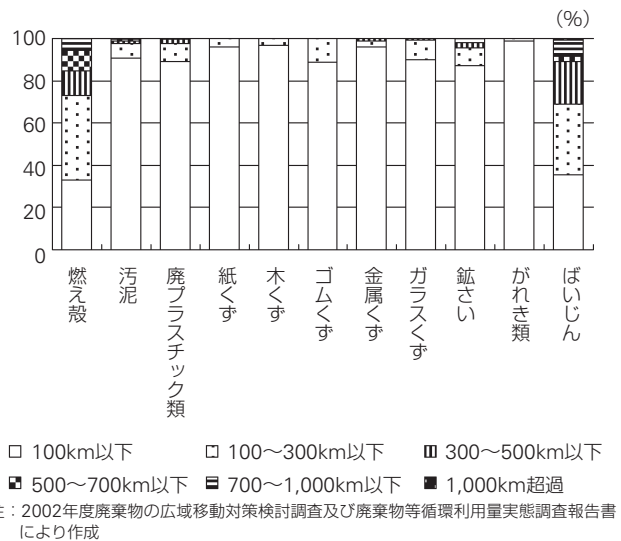 (%)
100
80
60
40
20
0
燃え殻
汚泥
廃プラスチック類
紙くず
木くず
ゴムくず
金属くず
ガラスくず
鉱さい
がれき類
ばいじん
100km以下 100〜300km以下 300〜500km以下
500〜700km以下 700〜1,000km以下 1,000km超過
：2002年度廃棄物の広域移動対策検討調査及び廃棄物等循環利用量実態調査報告書
により作成